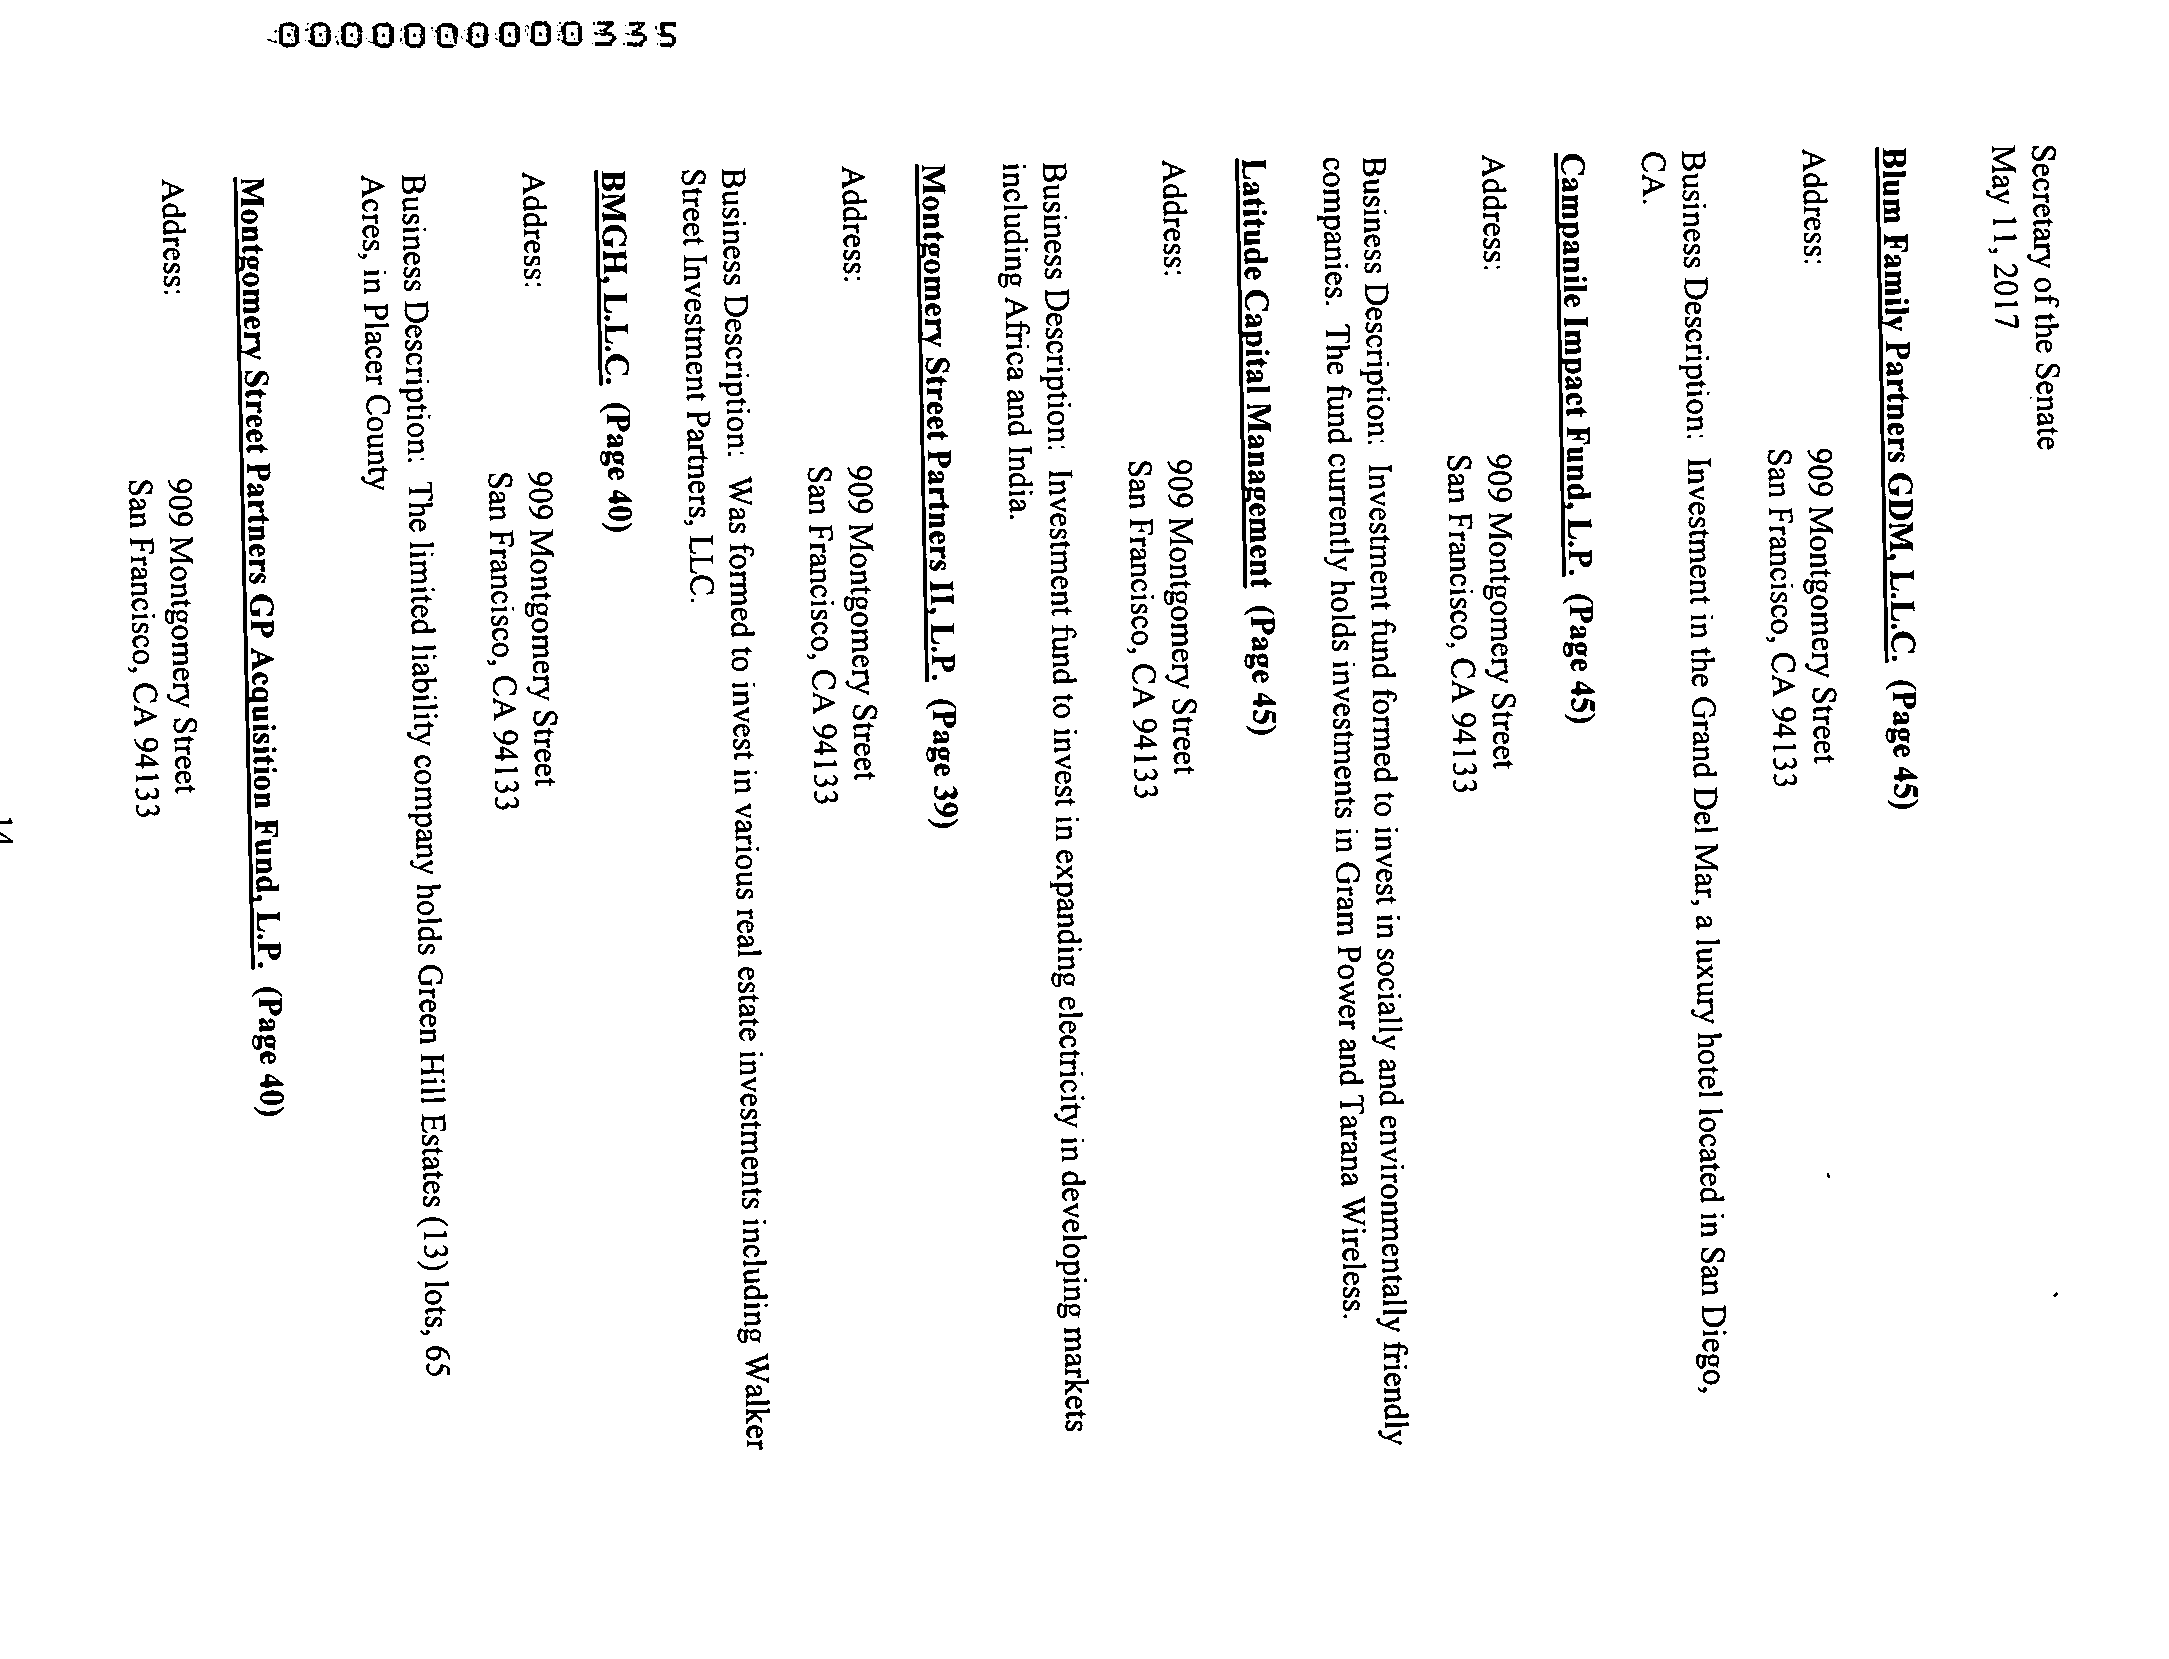 Secretary of the Senate
May 11, 2017
Blum Family Partners GDM, L.L.C. (Page 45)
Address: 909 Montgomery Street
San Francisco, CA 94133
Business Description: Investment in the Grand Del Mar, a luxury hotel located in San Diego,
CA.
Campanile Impact Fund, L.P. (Page 45)
Address: 909 Montgomery Street
San Francisco, CA 94133
Business Description: Investment fund formed to invest in socially and environmentally friendly
companies. The fund currently holds investments in Gram Power and Tarana Wireless.
Latitude Capital Management (Page 45)
Address: 909 Montgomery Street
San Francisco, CA 94133
Business Description: Investment fund to invest in expanding electricity in developing markets
including Africa and India.
Montgomery Street Partners II, L.P. (Page 39)
Address: 909 Montgomery Street
San Francisco, CA 94133
Business Description: Was formed to invest in various real estate investments including Walker
Street Investment Partners, LLC.
BMGH, L.L.C. (Page 40)
Address: 909 Montgomery Street
San Francisco, CA 94133
Business Description: The limited liability company holds Green Hill Estates (13) lots, 65
Acres, in Placer County
Montgomery Street Partners GP Acquisition Fund, L.P. (Page 40)
Address: 909 Montgomery Street
San Francisco, CA 94133
14
0000000000335